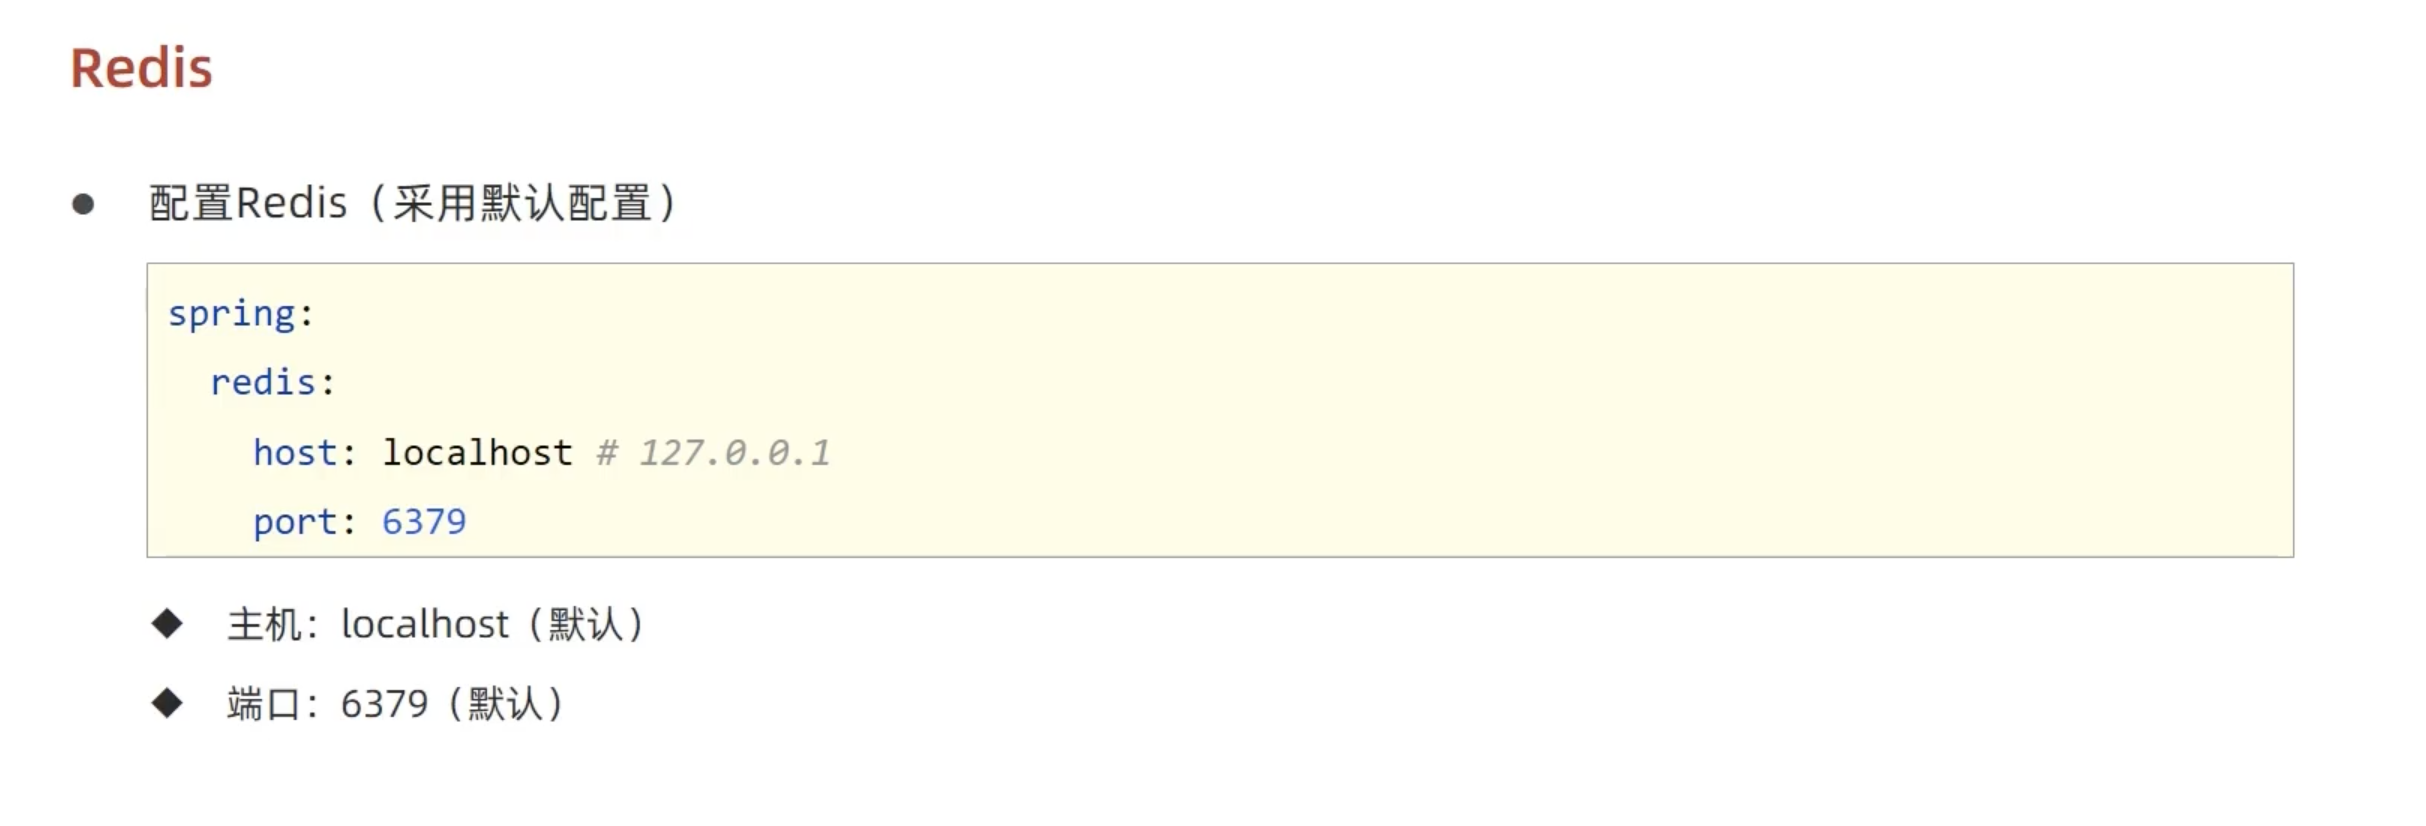 Redis
● 配置Redis（采用默认配置）
spring:
  redis:
    host: localhost # 127.0.0.1
    port: 6379
◆ 主机：localhost（默认）
◆ 端口：6379（默认）